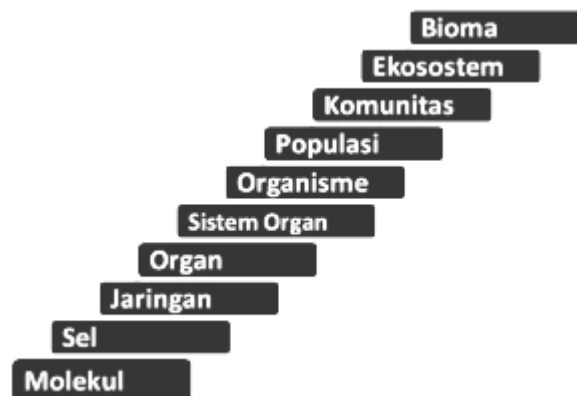 Bioma
Ekosostem
Komunitas
Populasi
Organisme
Sistem Organ
Organ
Jaringan
Sel
Molekul